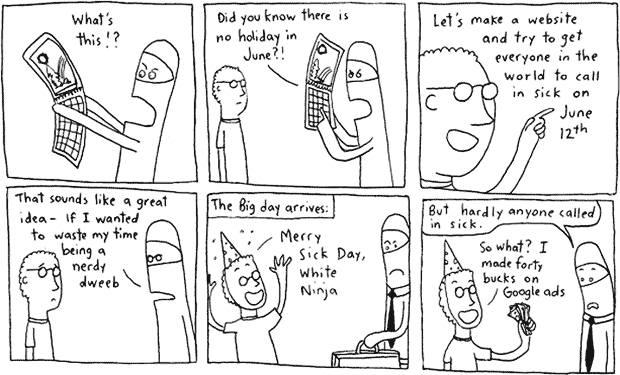 What's
this!?
Did you know there is
no holiday in
June?!
Let's make a website
and try to get
everyone in the
world to call
in sick on
June
12th
That sounds like a great
idea - If I wanted
to waste my time
being a
nerdy
dweeb
The Big day arrives:
Merry
Sick Day,
White
Ninja
But hardly anyone called
in sick.
So what? I
made forty
bucks on
Google ads